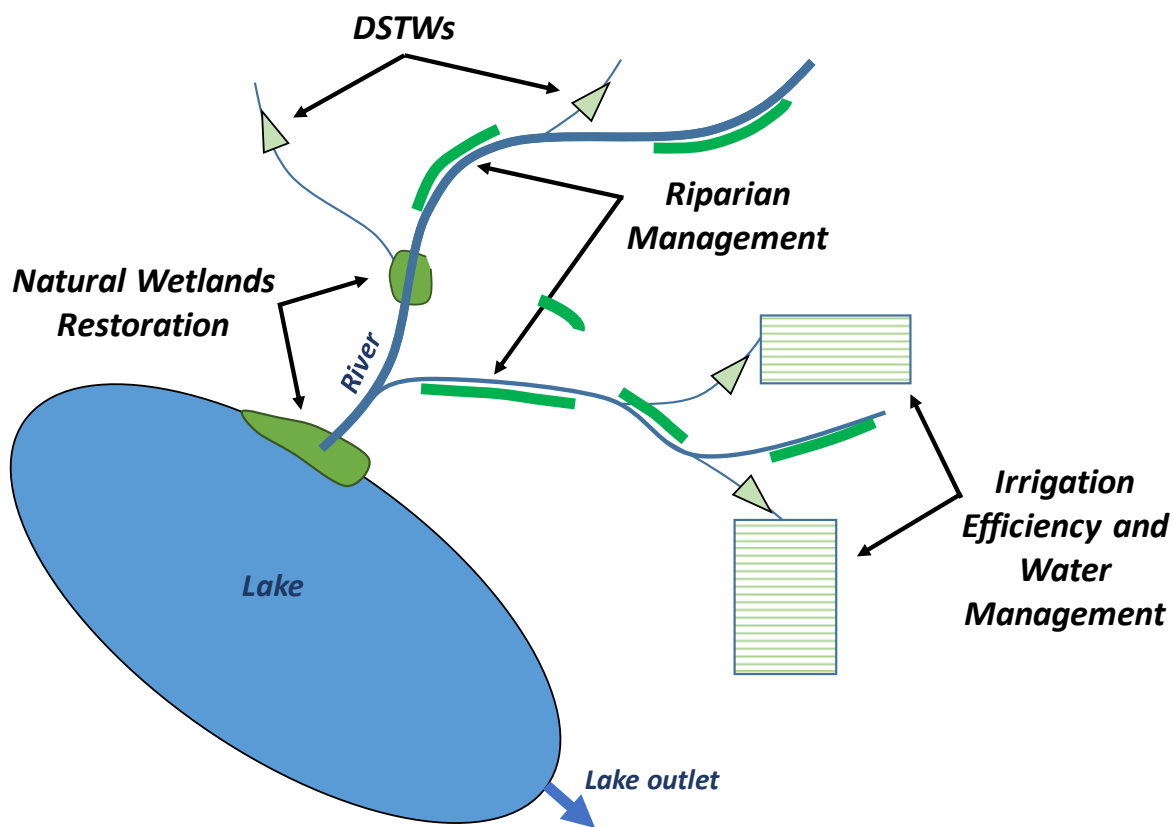 DSTWs
Riparian
Management
Natural Wetlands
Restoration
River
Irrigation
Efficiency and
Water
Management
Lake
Lake outlet